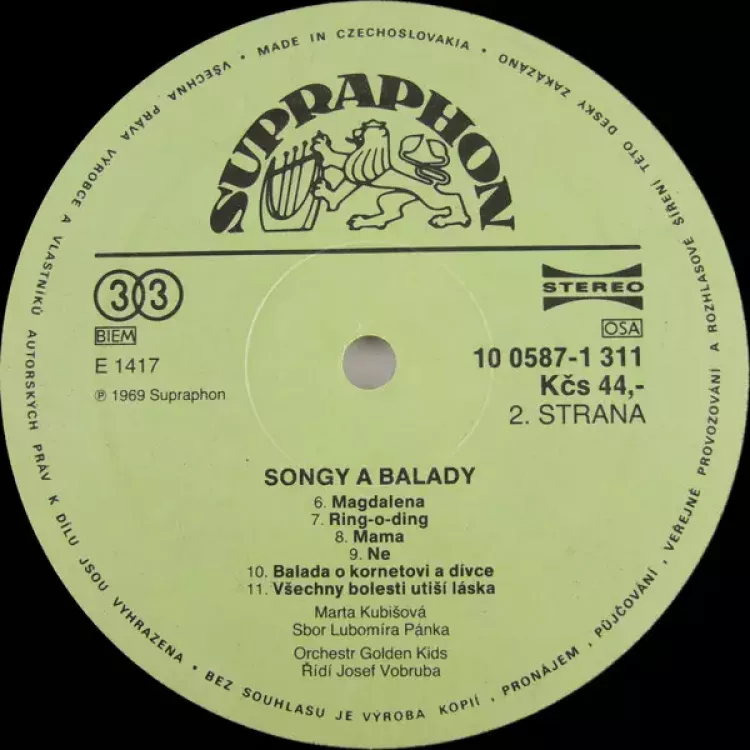 • VŠECHNA PRÁVA VÝROBCE A VLASTNÍKŮ AUTORSKÝCH PRÁV K DÍLU JSOU VYHRAZENA • BEZ SOUHLASU JE VÝROBA KOPIÍ, PRONÁJEM, PŮJČOVÁNÍ, VEŘEJNÉ PROVOZOVÁNÍ A ROZHLASOVÉ ŠÍŘENÍ TÉTO DESKY ZAKÁZÁNO • MADE IN CZECHOSLOVAKIA
SUPRAPHON
33
STEREO
BIEM
OSA
E 1417
10 0587-1 311
℗ 1969 Supraphon
Kčs 44,-
2. STRANA
SONGY A BALADY
6. Magdalena
7. Ring-o-ding
8. Mama
9. Ne
10. Balada o kornetovi a dívce
11. Všechny bolesti utiší láska
Marta Kubišová
Sbor Lubomíra Pánka
Orchestr Golden Kids
Řídí Josef Vobruba